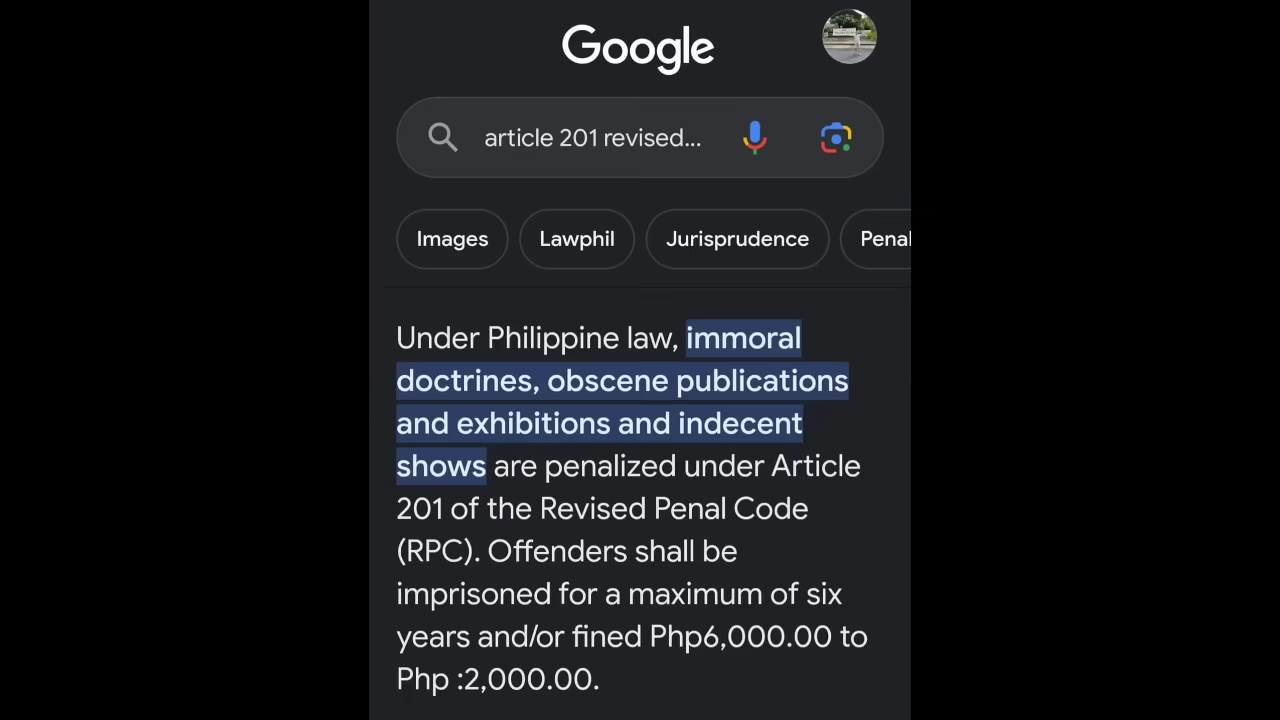 Google
article 201 revised...
Images Lawphil Jurisprudence Penal
Under Philippine law, immoral
doctrines, obscene publications
and exhibitions and indecent
shows are penalized under Article
201 of the Revised Penal Code
(RPC). Offenders shall be
imprisoned for a maximum of six
years and/or fined Php6,000.00 to
Php :2,000.00.